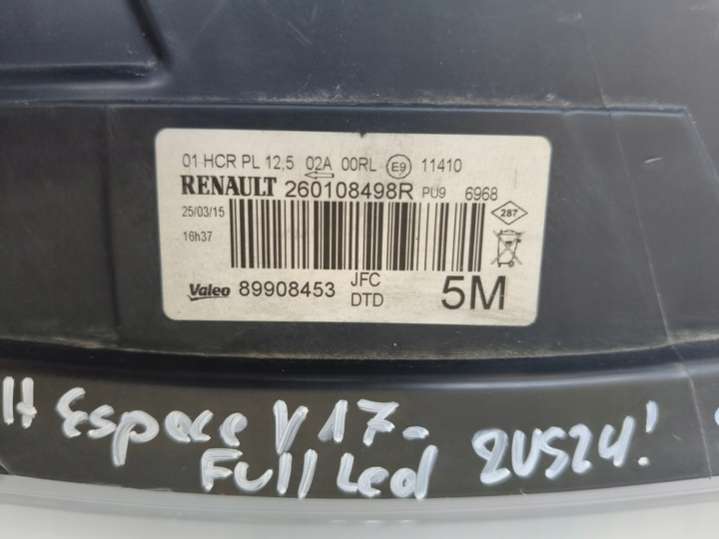 01 HCR PL 12,5 02A 00RL E9 11410
RENAULT 260108498R PU9 6968
25/03/15
287
16h37
Valeo 89908453 JFC
DTD
5M
H Espace V 17-
Full Led 2US24!